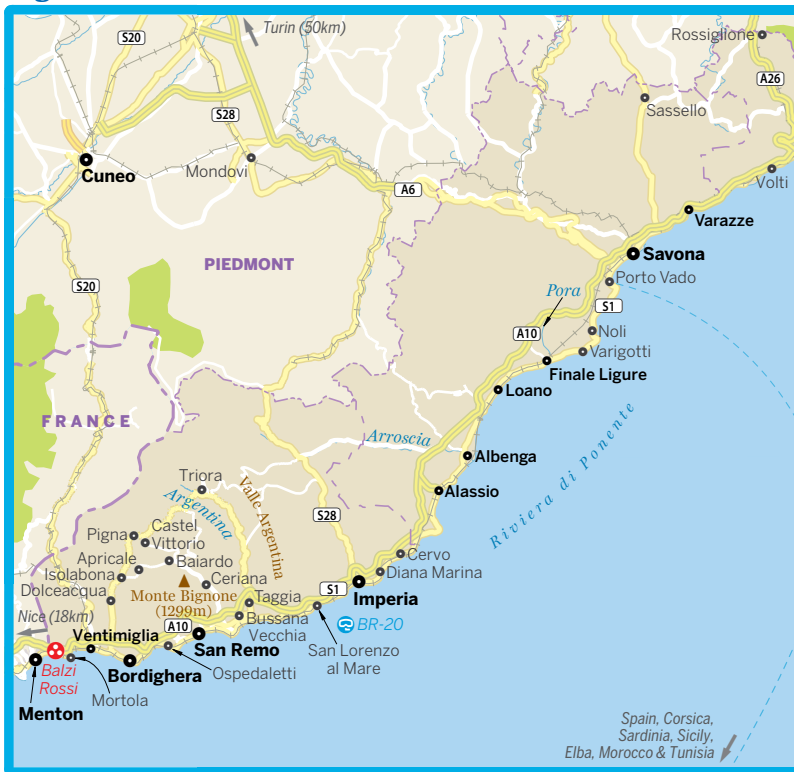 Turin (50km)
S20
Rossiglione
A26
Sassello
S28
Cuneo
Mondovi
Volti
A6
Varazze
Savona
PIEDMONT
Porto Vado
S20
Pora
S1
A10
Noli
Varigotti
Finale Ligure
Loano
FRANCE
Arroscia
Riviera di Ponente
Albenga
Triora
Valle Argentina
Argentina
Alassio
S28
Castel
Vittorio
Pigna
Cervo
Apricale
Baiardo
Diana Marina
Isolabona
Ceriana
Dolceacqua
Monte Bignone
(1299m)
S1
Imperia
Taggia
Nice (18km)
Bussana
Vecchia
BR-20
A10
Ventimiglia
San Remo
San Lorenzo
al Mare
Balzi
Rossi
Bordighera
Ospedaletti
Mortola
Menton
Spain, Corsica,
Sardinia, Sicily,
Elba, Morocco & Tunisia